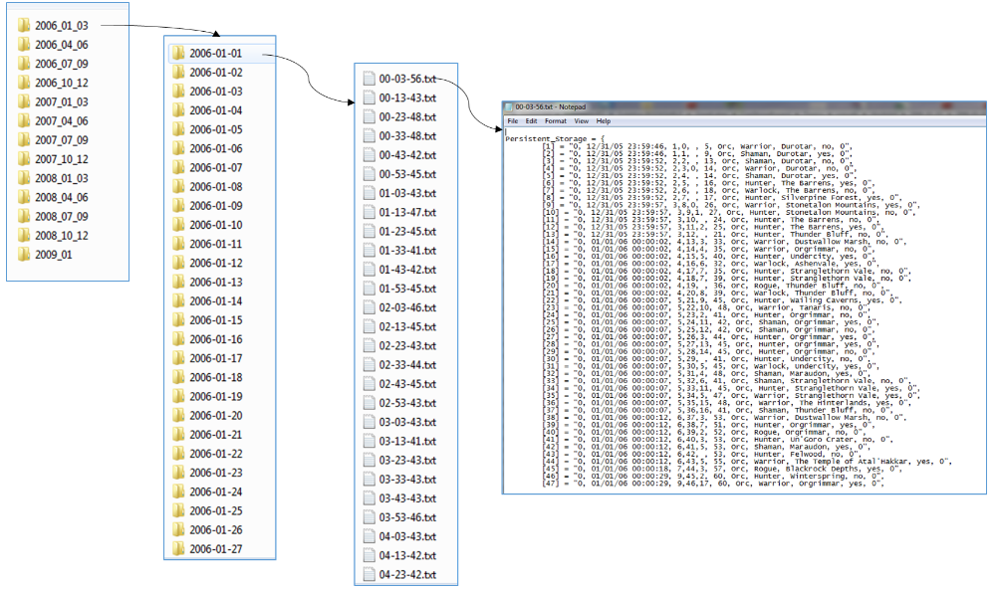 2006_01_03
2006_04_06
2006_07_09
2006_10_12
2007_01_03
2007_04_06
2007_07_09
2007_10_12
2008_01_03
2008_04_06
2008_07_09
2008_10_12
2009_01
2006-01-01
2006-01-02
2006-01-03
2006-01-04
2006-01-05
2006-01-06
2006-01-07
2006-01-08
2006-01-09
2006-01-10
2006-01-11
2006-01-12
2006-01-13
2006-01-14
2006-01-15
2006-01-16
2006-01-17
2006-01-18
2006-01-19
2006-01-20
2006-01-21
2006-01-22
2006-01-23
2006-01-24
2006-01-25
2006-01-26
2006-01-27
00-03-56.txt
00-13-43.txt
00-23-48.txt
00-33-48.txt
00-43-42.txt
00-53-45.txt
01-03-43.txt
01-13-47.txt
01-23-45.txt
01-33-41.txt
01-43-42.txt
01-53-45.txt
02-03-46.txt
02-13-45.txt
02-23-43.txt
02-33-44.txt
02-43-45.txt
02-53-43.txt
03-03-43.txt
03-13-41.txt
03-23-43.txt
03-33-43.txt
03-43-43.txt
03-53-46.txt
04-03-43.txt
04-13-42.txt
04-23-42.txt
00-03-56.txt - Notepad
File Edit Format View Help
Persistent_Storage = {
[1] = "0, 12/31/05 23:59:46, 1,0, , 5, Orc, Warrior, Durotar, no, 0",
[2] = "0, 12/31/05 23:59:46, 1,1, , 9, Orc, Shaman, Durotar, yes, 0",
[3] = "0, 12/31/05 23:59:52, 2,2, , 13, Orc, Shaman, Durotar, no, 0",
[4] = "0, 12/31/05 23:59:52, 2,3,0, 14, Orc, Warrior, Durotar, no, 0",
[5] = "0, 12/31/05 23:59:52, 2,4, , 14, Orc, Shaman, Durotar, yes, 0",
[6] = "0, 12/31/05 23:59:52, 2,5, , 16, Orc, Hunter, The Barrens, yes, 0",
[7] = "0, 12/31/05 23:59:52, 2,6, , 18, Orc, Warlock, The Barrens, no, 0",
[8] = "0, 12/31/05 23:59:52, 2,7, , 17, Orc, Hunter, Silverpine Forest, yes, 0",
[9] = "0, 12/31/05 23:59:57, 3,8,0, 26, Orc, Warrior, Stonetalon Mountains, yes, 0",
[10] = "0, 12/31/05 23:59:57, 3,9,1, 27, Orc, Hunter, Stonetalon Mountains, no, 0",
[11] = "0, 12/31/05 23:59:57, 3,10, , 24, Orc, Hunter, The Barrens, no, 0",
[12] = "0, 12/31/05 23:59:57, 3,11,2, 25, Orc, Hunter, The Barrens, yes, 0",
[13] = "0, 12/31/05 23:59:57, 3,12, , 21, Orc, Hunter, Thunder Bluff, no, 0",
[14] = "0, 01/01/06 00:00:02, 4,13,3, 33, Orc, Warrior, Dustwallow Marsh, no, 0",
[15] = "0, 01/01/06 00:00:02, 4,14,4, 35, Orc, Warrior, Orgrimmar, no, 0",
[16] = "0, 01/01/06 00:00:02, 4,15,5, 40, Orc, Hunter, Undercity, yes, 0",
[17] = "0, 01/01/06 00:00:02, 4,16,6, 32, Orc, Warlock, Ashenvale, yes, 0",
[18] = "0, 01/01/06 00:00:02, 4,17,7, 35, Orc, Hunter, Stranglethorn Vale, no, 0",
[19] = "0, 01/01/06 00:00:02, 4,18,7, 39, Orc, Hunter, Stranglethorn Vale, no, 0",
[20] = "0, 01/01/06 00:00:02, 4,19, , 36, Orc, Rogue, Thunder Bluff, no, 0",
[21] = "0, 01/01/06 00:00:02, 4,20,8, 39, Orc, Warlock, Thunder Bluff, no, 0",
[22] = "0, 01/01/06 00:00:07, 5,21,9, 45, Orc, Hunter, Wailing Caverns, yes, 0",
[23] = "0, 01/01/06 00:00:07, 5,22,10, 48, Orc, Warrior, Tanaris, no, 0",
[24] = "0, 01/01/06 00:00:07, 5,23,2, 41, Orc, Hunter, Orgrimmar, no, 0",
[25] = "0, 01/01/06 00:00:07, 5,24,11, 42, Orc, Shaman, Orgrimmar, yes, 0",
[26] = "0, 01/01/06 00:00:07, 5,25,12, 42, Orc, Shaman, Orgrimmar, no, 0",
[27] = "0, 01/01/06 00:00:07, 5,26,3, 44, Orc, Hunter, Orgrimmar, yes, 0",
[28] = "0, 01/01/06 00:00:07, 5,27,13, 45, Orc, Hunter, Orgrimmar, yes, 0",
[29] = "0, 01/01/06 00:00:07, 5,28,14, 45, Orc, Hunter, Orgrimmar, no, 0",
[30] = "0, 01/01/06 00:00:07, 5,29, , 41, Orc, Hunter, Undercity, no, 0",
[31] = "0, 01/01/06 00:00:07, 5,30,5, 45, Orc, Warlock, Undercity, yes, 0",
[32] = "0, 01/01/06 00:00:07, 5,31,4, 48, Orc, Shaman, Maraudon, yes, 0",
[33] = "0, 01/01/06 00:00:07, 5,32,6, 41, Orc, Shaman, Stranglethorn Vale, no, 0",
[34] = "0, 01/01/06 00:00:07, 5,33,11, 45, Orc, Hunter, Stranglethorn Vale, yes, 0",
[35] = "0, 01/01/06 00:00:07, 5,34,5, 47, Orc, Warrior, Stranglethorn Vale, yes, 0",
[36] = "0, 01/01/06 00:00:07, 5,35,15, 48, Orc, Warrior, The Hinterlands, yes, 0",
[37] = "0, 01/01/06 00:00:07, 5,36,16, 41, Orc, Shaman, Thunder Bluff, no, 0",
[38] = "0, 01/01/06 00:00:12, 6,37,3, 53, Orc, Warrior, Dustwallow Marsh, no, 0",
[39] = "0, 01/01/06 00:00:12, 6,38,7, 51, Orc, Hunter, Orgrimmar, yes, 0",
[40] = "0, 01/01/06 00:00:12, 6,39,2, 52, Orc, Rogue, Orgrimmar, no, 0",
[41] = "0, 01/01/06 00:00:12, 6,40,3, 53, Orc, Hunter, Un'Goro Crater, no, 0",
[42] = "0, 01/01/06 00:00:12, 6,41,5, 53, Orc, Shaman, Maraudon, yes, 0",
[43] = "0, 01/01/06 00:00:12, 6,42, , 53, Orc, Hunter, Felwood, no, 0",
[44] = "0, 01/01/06 00:00:12, 6,43,5, 55, Orc, Warrior, The Temple of Atal'Hakkar, yes, 0",
[45] = "0, 01/01/06 00:00:18, 7,44,3, 57, Orc, Rogue, Blackrock Depths, yes, 0",
[46] = "0, 01/01/06 00:00:29, 9,45,2, 60, Orc, Hunter, Winterspring, no, 0",
[47] = "0, 01/01/06 00:00:29, 9,46,17, 60, Orc, Warrior, Orgrimmar, yes, 0",